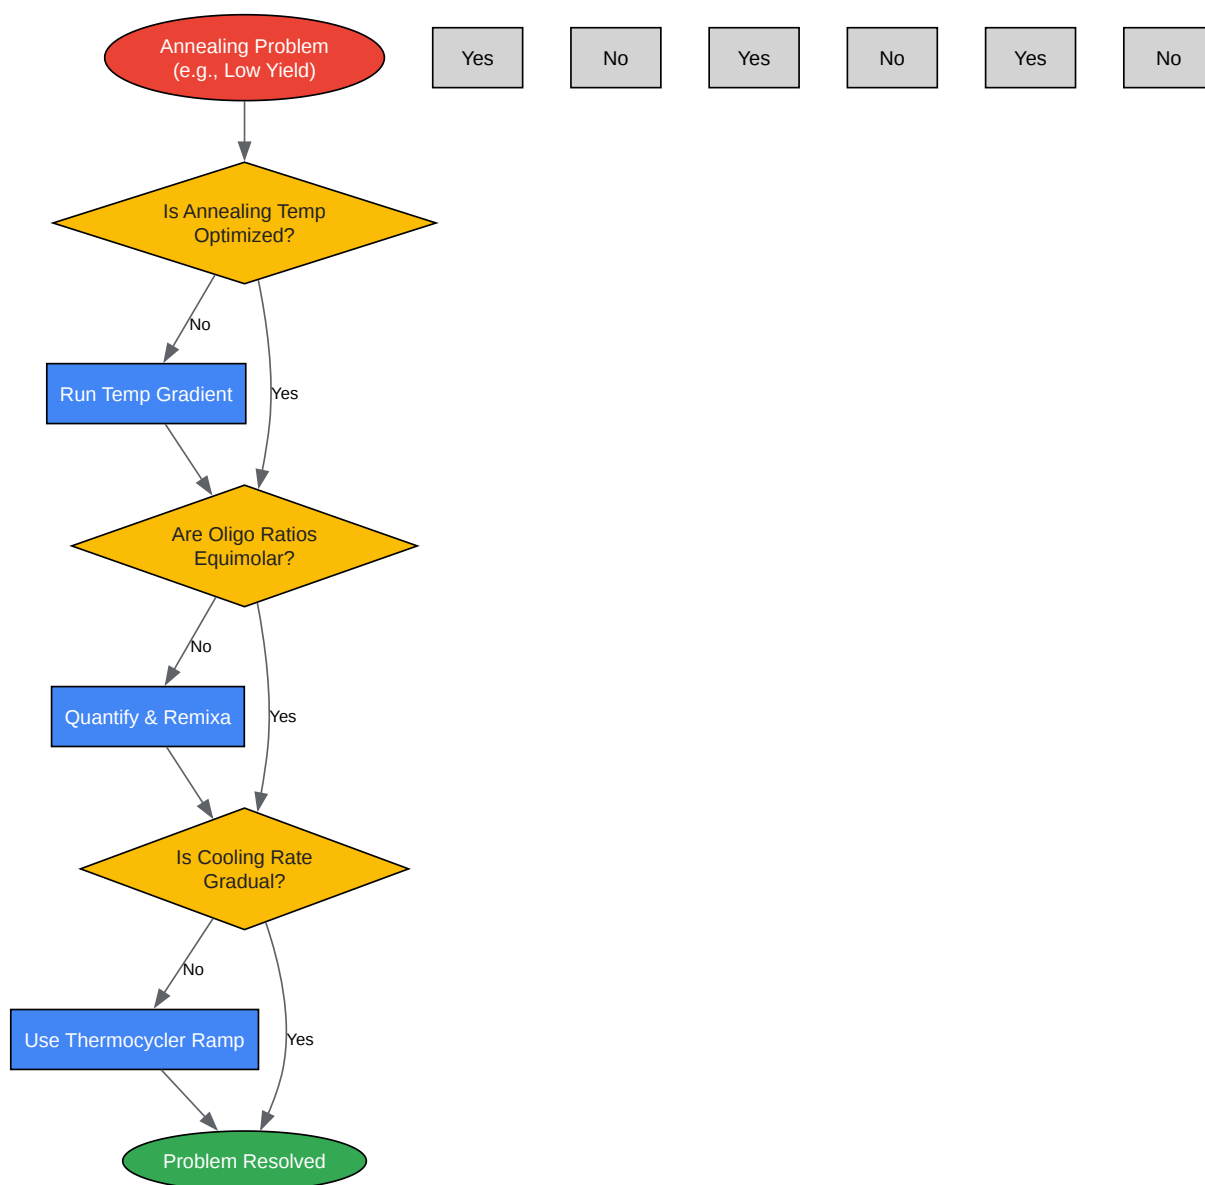 Annealing Problem
(e.g., Low Yield)
Yes
No
Yes
No
Yes
No
Is Annealing Temp
Optimized?
No
Run Temp Gradient
Yes
Are Oligo Ratios
Equimolar?
No
Quantify & Remixa
Yes
Is Cooling Rate
Gradual?
No
Use Thermocycler Ramp
Yes
Problem Resolved